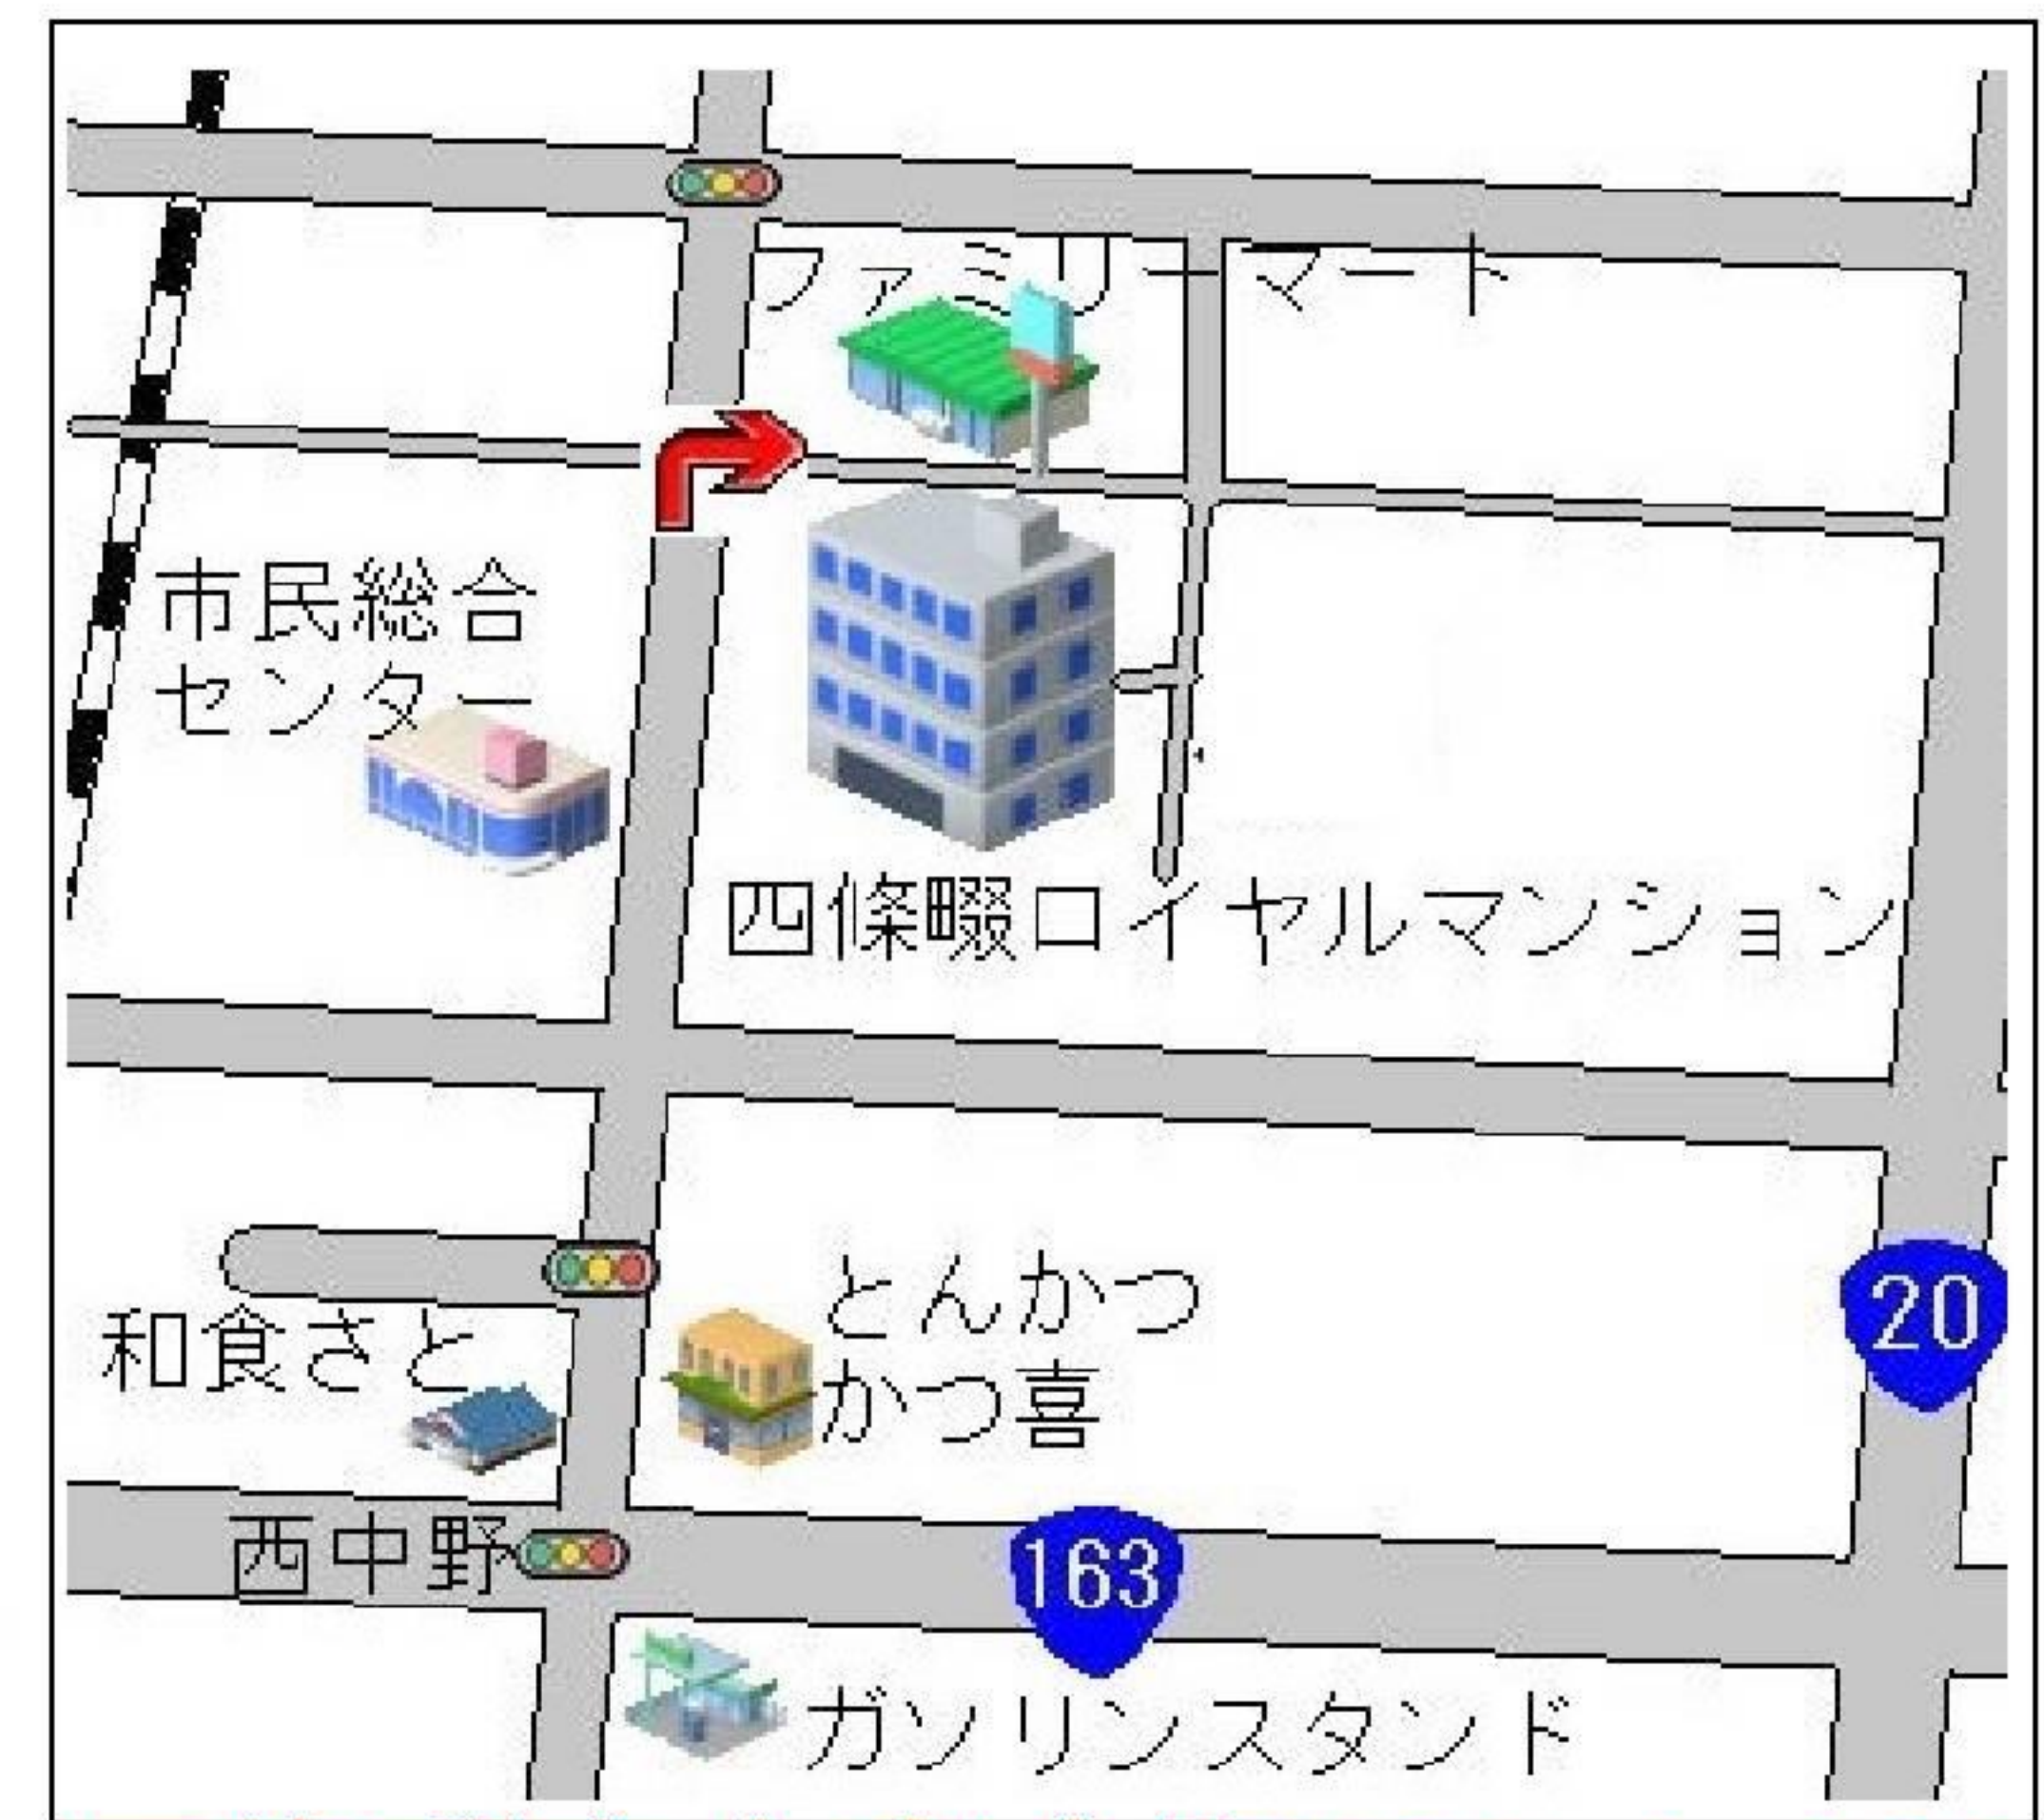 ファミリーマート
市民総合
センター
四條畷ロイヤルマンション
とんかつ
かつ喜
和食さと
20
西中野
163
ガソリンスタンド